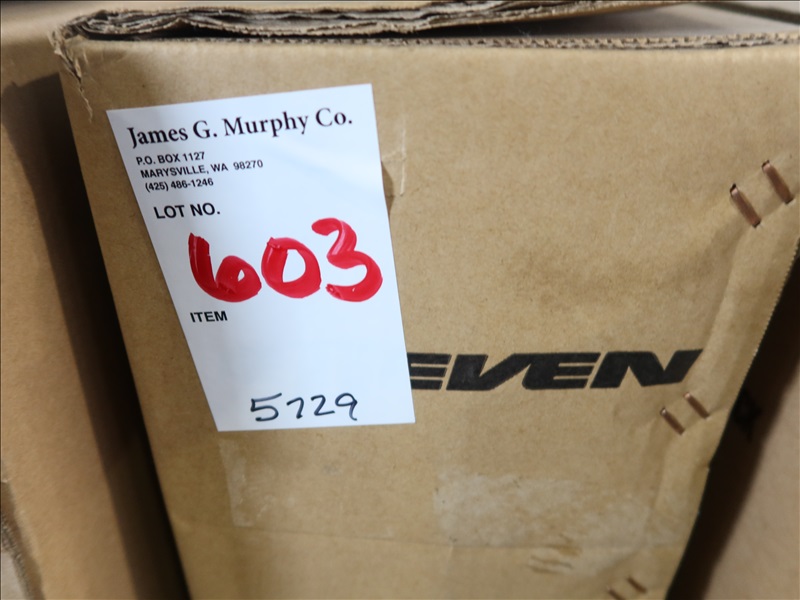 James G. Murphy Co.
P.O. BOX 1127
MARYSVILLE, WA 98270
(425) 486-1246
LOT NO.
603
ITEM
5729
EVEN